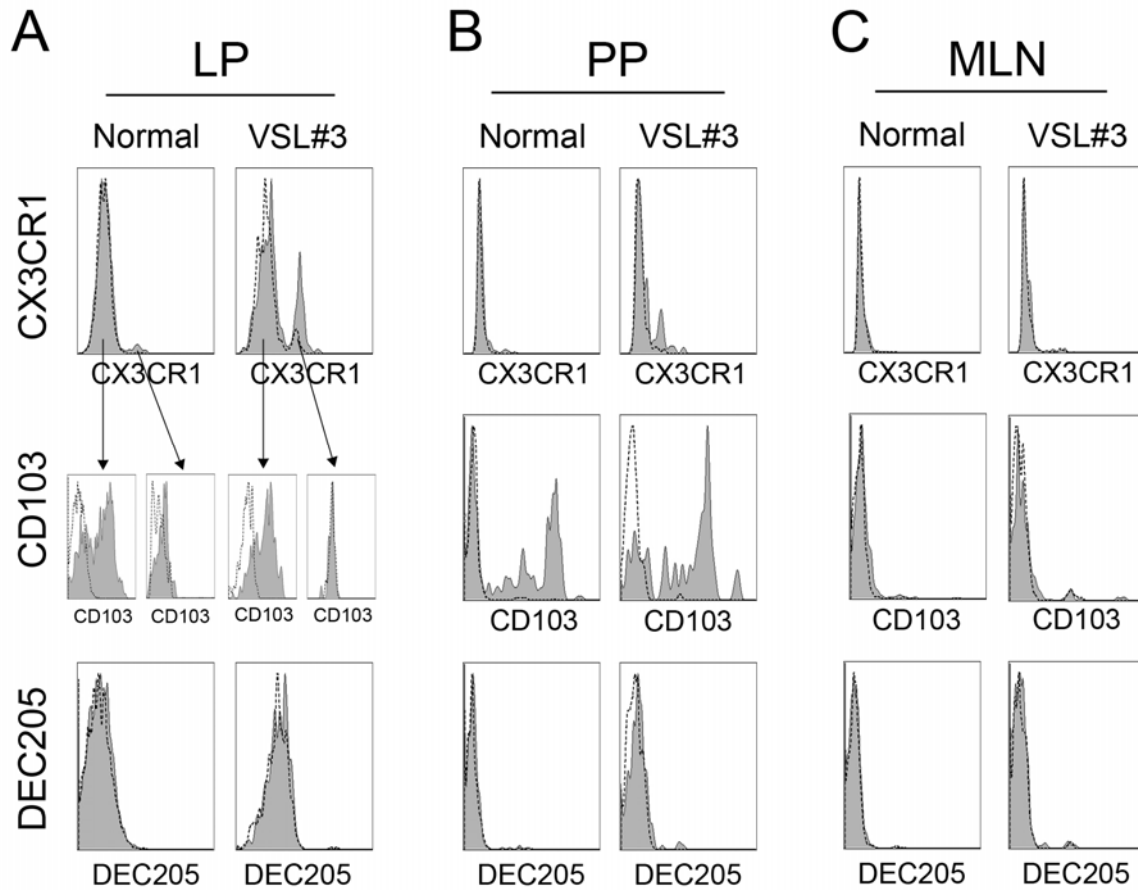 A B C
LP PP MLN
Normal VSL#3 Normal VSL#3 Normal VSL#3
CX3CR1
CX3CR1 CX3CR1 CX3CR1 CX3CR1 CX3CR1 CX3CR1
CD103
CD103 CD103 CD103 CD103 CD103 CD103 CD103 CD103
DEC205
DEC205 DEC205 DEC205 DEC205 DEC205 DEC205